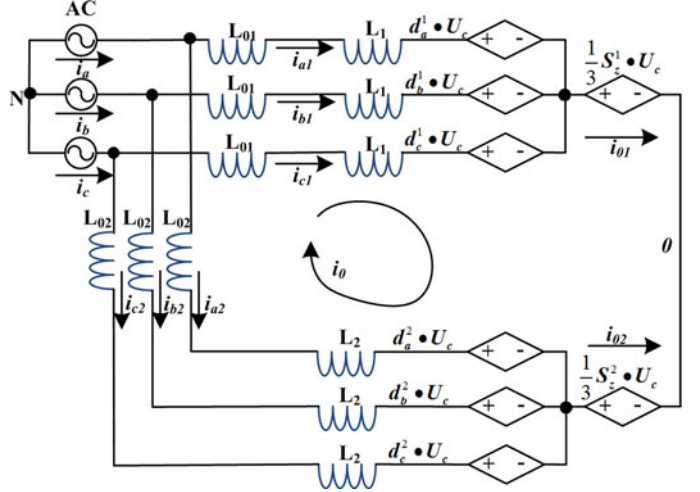 AC
L01 L1 d_a^1 • U_c + -
i_a i_a1 1/3 S_z^1 • U_c
N L01 L1 d_b^1 • U_c + - + -
i_b i_b1
L01 L1 d_c^1 • U_c + - i_01
i_c i_c1
L02 L02 L02
0
i_0
i_c2 i_b2 i_a2
L2 d_a^2 • U_c + - i_02
1/3 S_z^2 • U_c
L2 d_b^2 • U_c + - + -
L2 d_c^2 • U_c + -